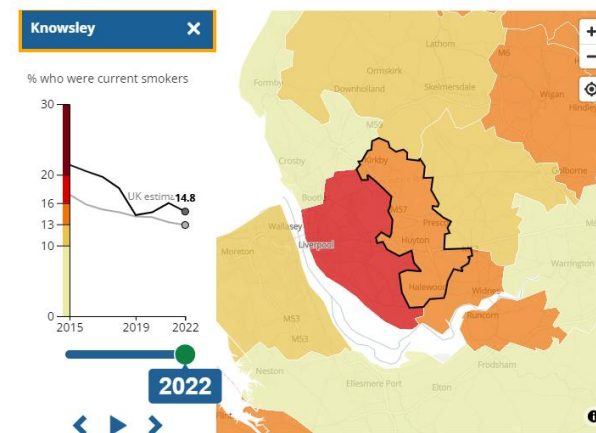 Knowsley ×
% who were current smokers
30
20
16
13
10
0
UK estim
14.8
2015
2019
2022
2022
Lathom
M6
Ormskirk
Wigan
Formby
Downholland
Skelmersdale
Hindley
M58
Crosby
Kirkby
Golborne
Bootle
M57
Prescot
Wallasey
Huyton
Liverpool
Moreton
Warrington
Halewood
Widnes
Runcorn
M53
M53
Neston
Frodsham
Ellesmere Port
Elton
Flint